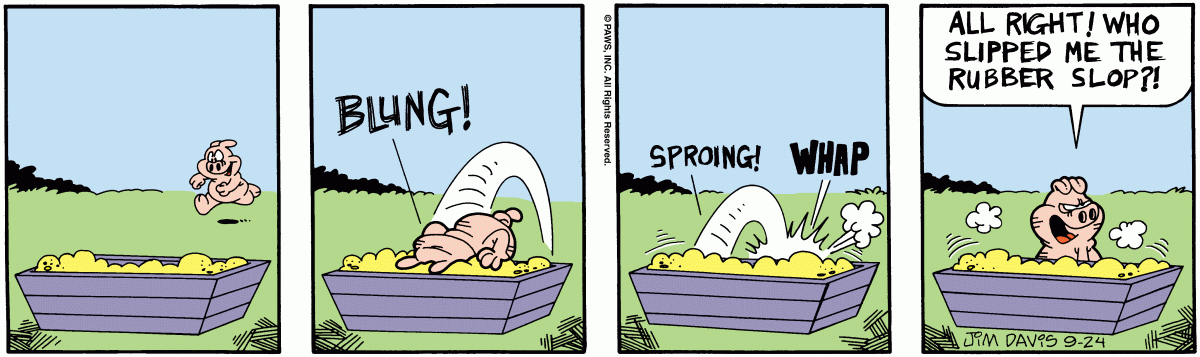 BLUNG!
© PAWS, INC. All Rights Reserved.
SPROING!
WHAP
ALL RIGHT! WHO
SLIPPED ME THE
RUBBER SLOP?!
JIM DAVIS 9-24